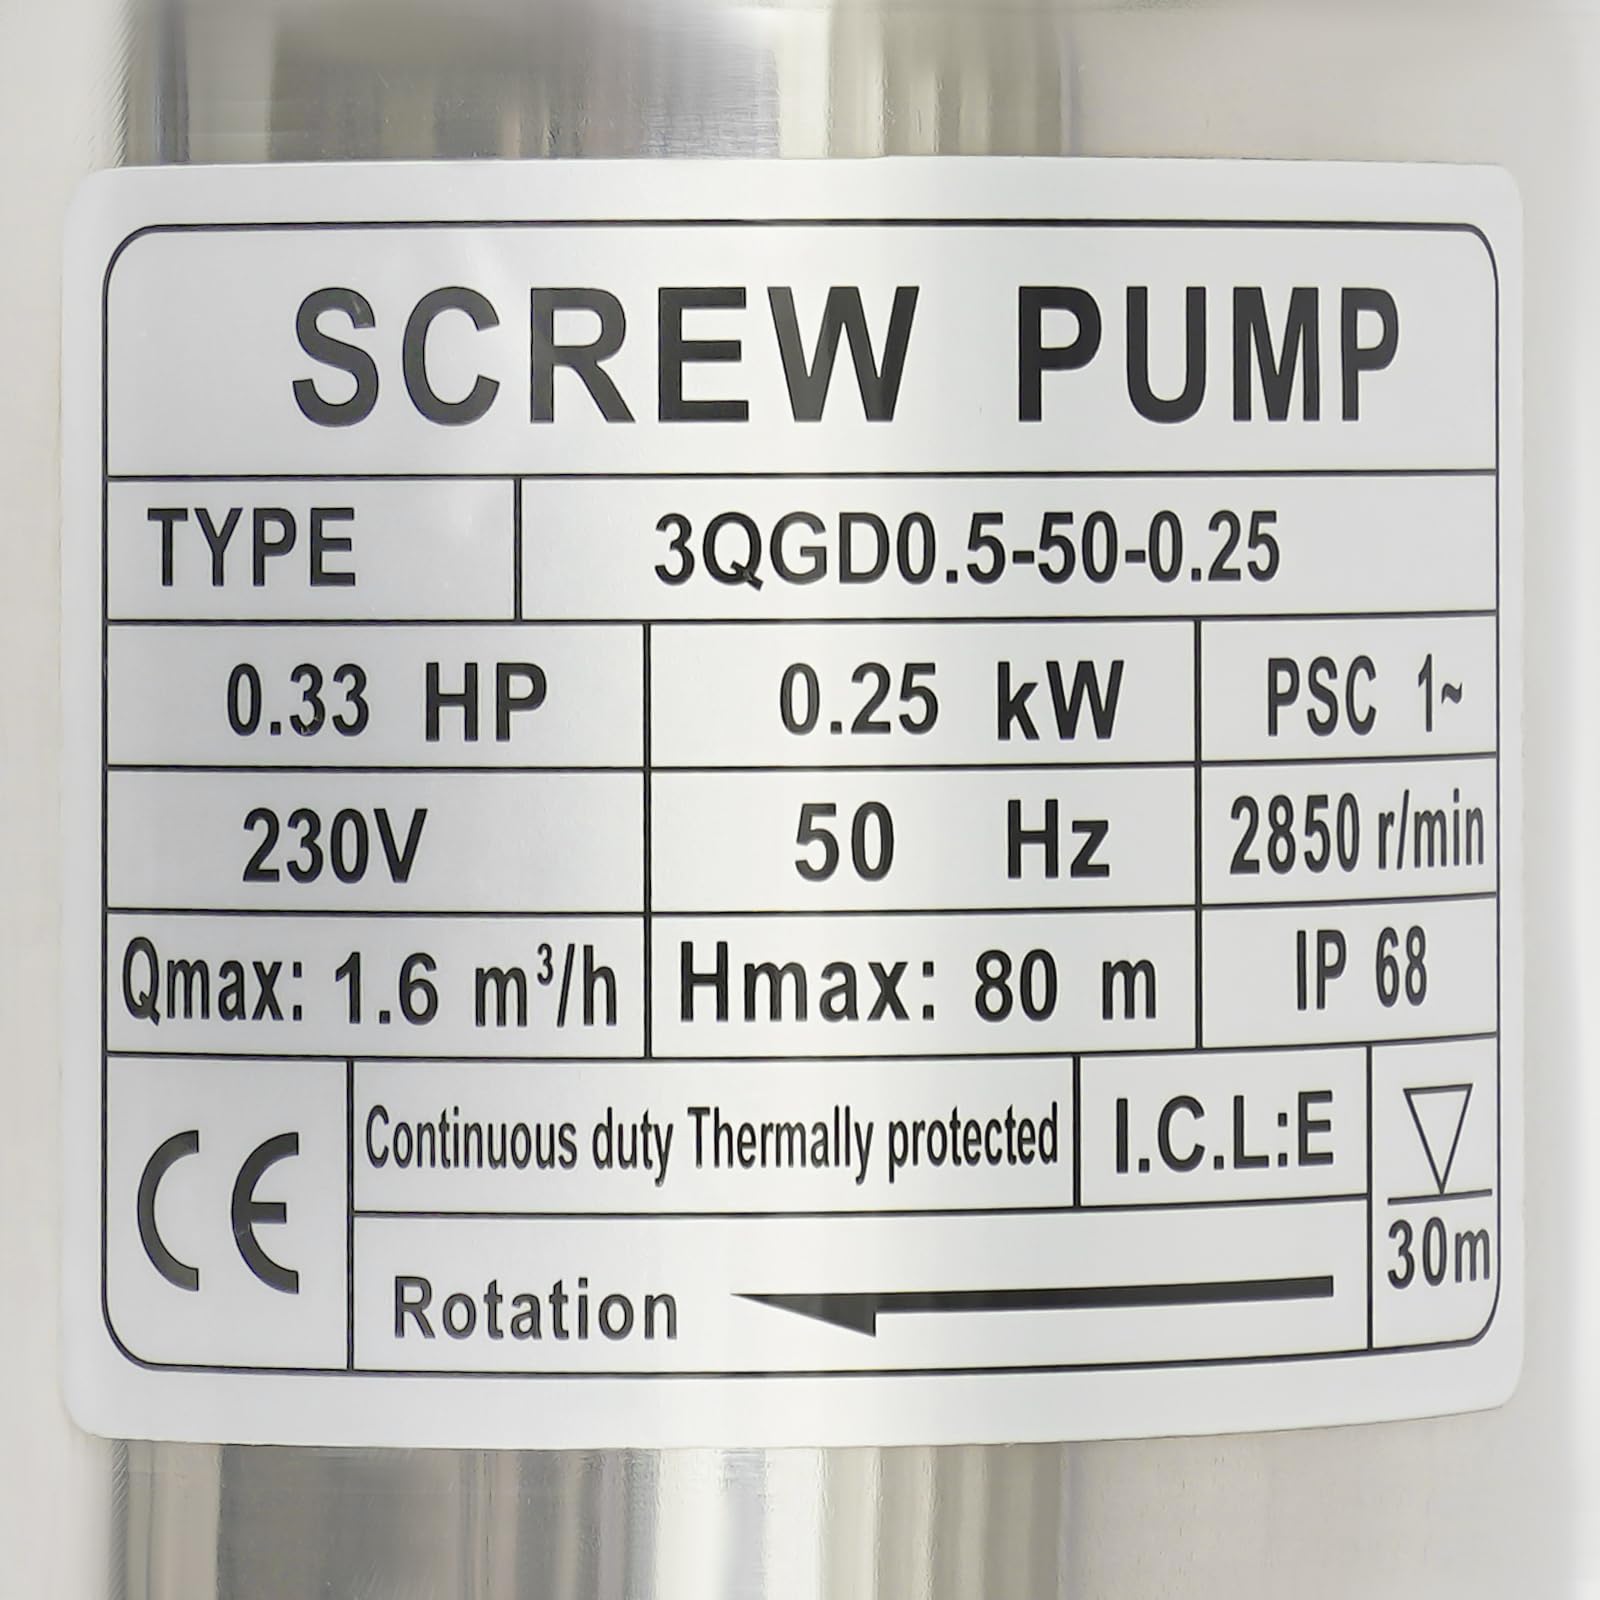 SCREW PUMP
TYPE 3QGD0.5-50-0.25
0.33 HP 0.25 kW PSC 1~
230V 50 Hz 2850 r/min
Qmax: 1.6 m³/h Hmax: 80 m IP 68
CE Continuous duty Thermally protected I.C.L:E
Rotation 30m